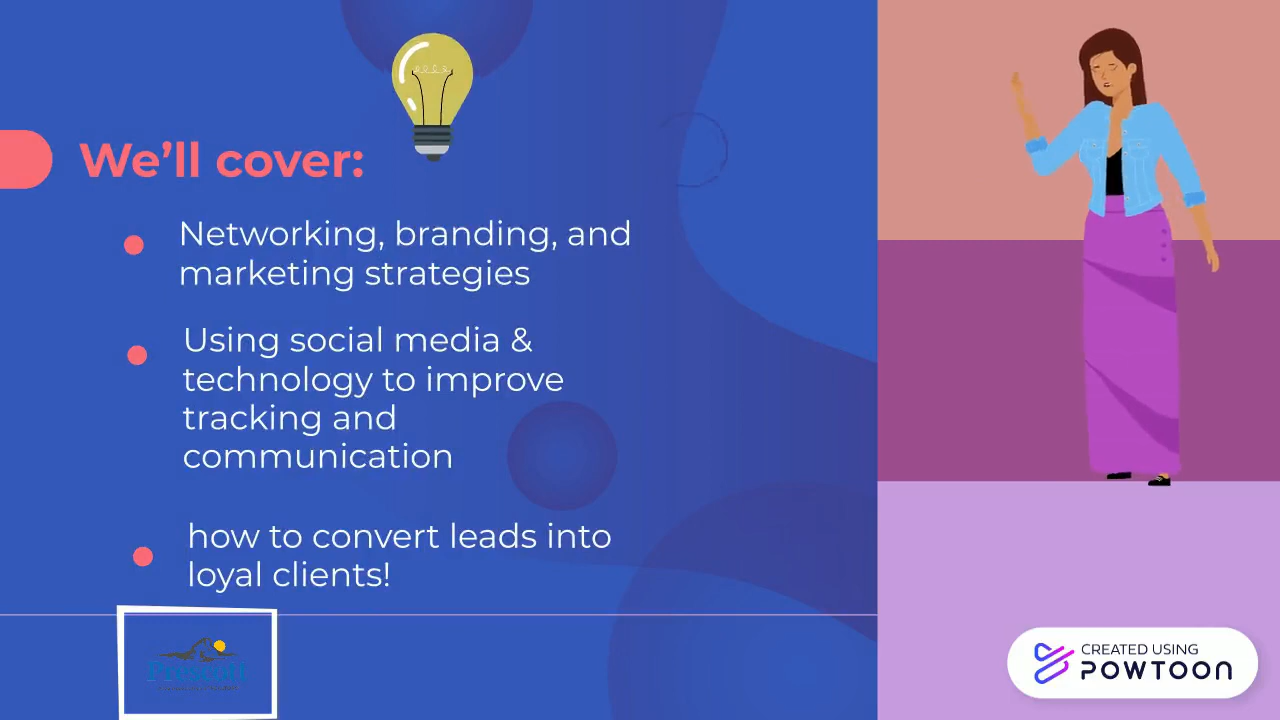 We'll cover:
Networking, branding, and
marketing strategies
Using social media &
technology to improve
tracking and
communication
how to convert leads into
loyal clients!
Prescott
CREATED USING
POWTOON